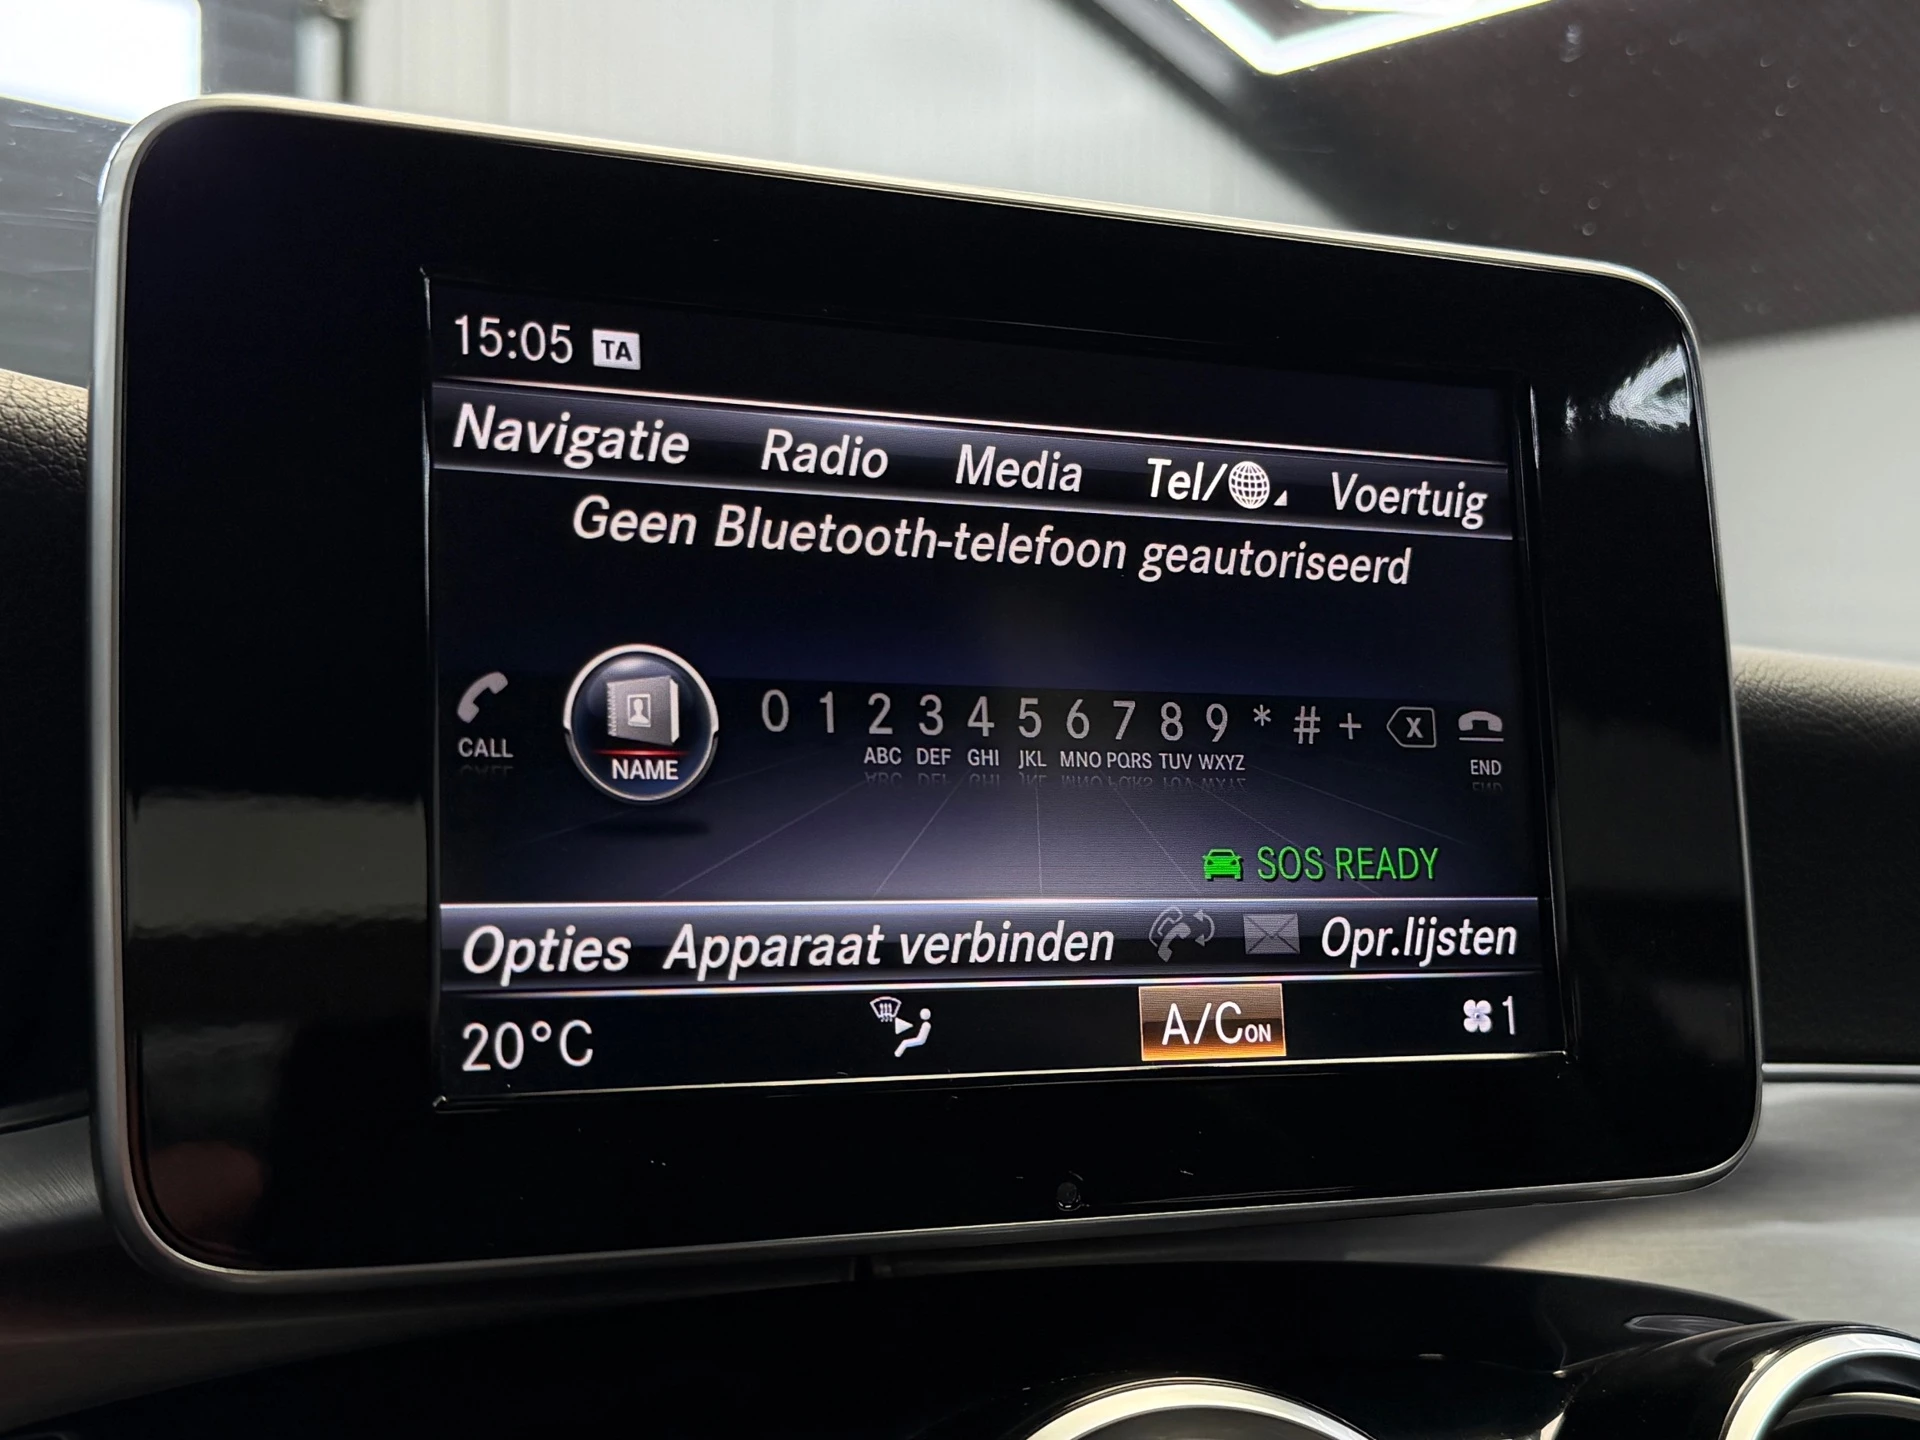 15:05 TA
Navigatie Radio Media Tel/ Voertuig
Geen Bluetooth-telefoon geautoriseerd
0 1 2 3 4 5 6 7 8 9 * # + X
CALL NAME ABC DEF GHI JKL MNO PQRS TUV WXYZ END
SOS READY
Opties Apparaat verbinden Opr.lijsten
20°C A/C ON 1